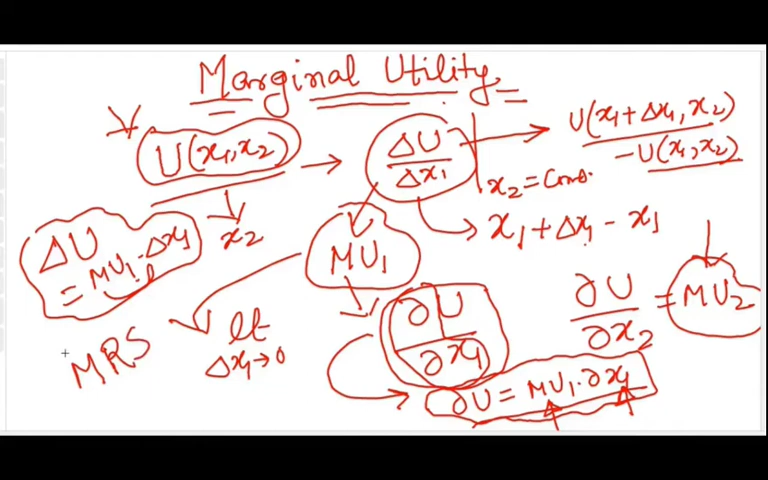 Marginal Utility
U(x₁,x₂) → ΔU/Δx₁ | x₂ = Cons. → U(x₁+Δx₁, x₂) - U(x₁, x₂)
x₂
x₁ + Δx₁ - x₁
ΔU = MU₁·Δx₁
MU₁
MRS
lt Δx₁→0
∂U/∂x₁
∂U/∂x₂ = MU₂
∂U = MU₁·∂x₁